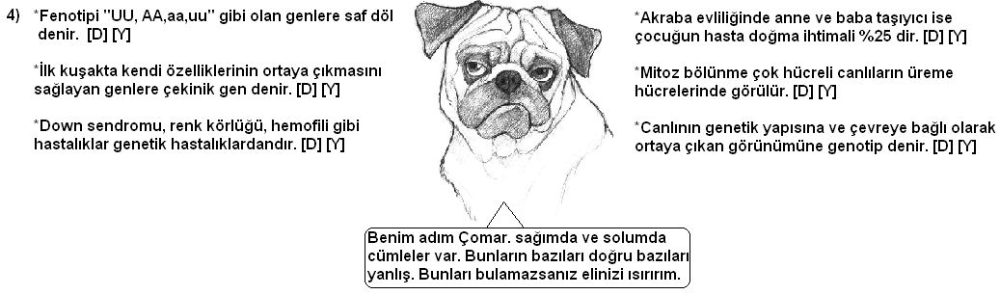 4) *Fenotipi "UU, AA,aa,uu" gibi olan genlere saf döl
denir. [D] [Y]
*İlk kuşakta kendi özelliklerinin ortaya çıkmasını
sağlayan genlere çekinik gen denir. [D] [Y]
*Down sendromu, renk körlüğü, hemofili gibi
hastalıklar genetik hastalıklardandır. [D] [Y]
*Akraba evliliğinde anne ve baba taşıyıcı ise
çocuğun hasta doğma ihtimali %25 dir. [D] [Y]
*Mitoz bölünme çok hücreli canlıların üreme
hücrelerinde görülür. [D] [Y]
*Canlının genetik yapısına ve çevreye bağlı olarak
ortaya çıkan görünümüne genotip denir. [D] [Y]
Benim adım Çomar. sağımda ve solumda
cümleler var. Bunların bazıları doğru bazıları
yanlış. Bunları bulamazsanız elinizi ısırırım.